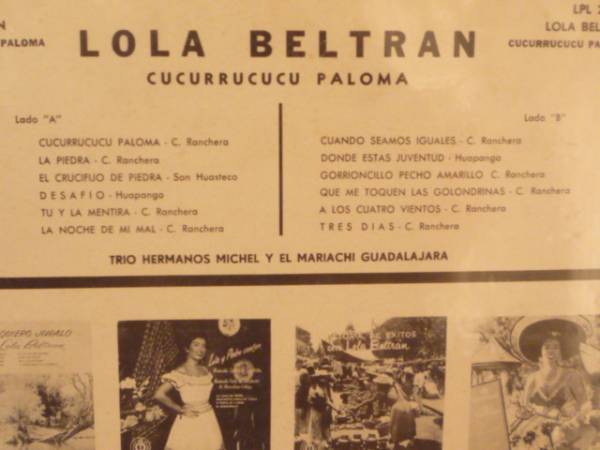 LPL
LOLA BEL
PALOMA
CUCURRUCUCU PA
LOLA BELTRAN
CUCURRUCUCU PALOMA
Lado "A"
CUCURRUCUCU PALOMA - C. Ranchera
LA PIEDRA - C. Ranchera
EL CRUCIFIJO DE PIEDRA - Son Huasteco
DESAFIO - Huapango
TU Y LA MENTIRA - C. Ranchera
LA NOCHE DE MI MAL - C. Ranchera
Lado "B"
CUANDO SEAMOS IGUALES - C. Ranchera
DONDE ESTAS JUVENTUD - Huapango
GORRIONCILLO PECHO AMARILLO C. Ranchera
QUE ME TOQUEN LAS GOLONDRINAS - C. Ranchera
A LOS CUATRO VIENTOS - C. Ranchera
TRES DIAS - C. Ranchera
TRIO HERMANOS MICHEL Y EL MARIACHI GUADALAJARA
Lola Beltran
Lola Beltran